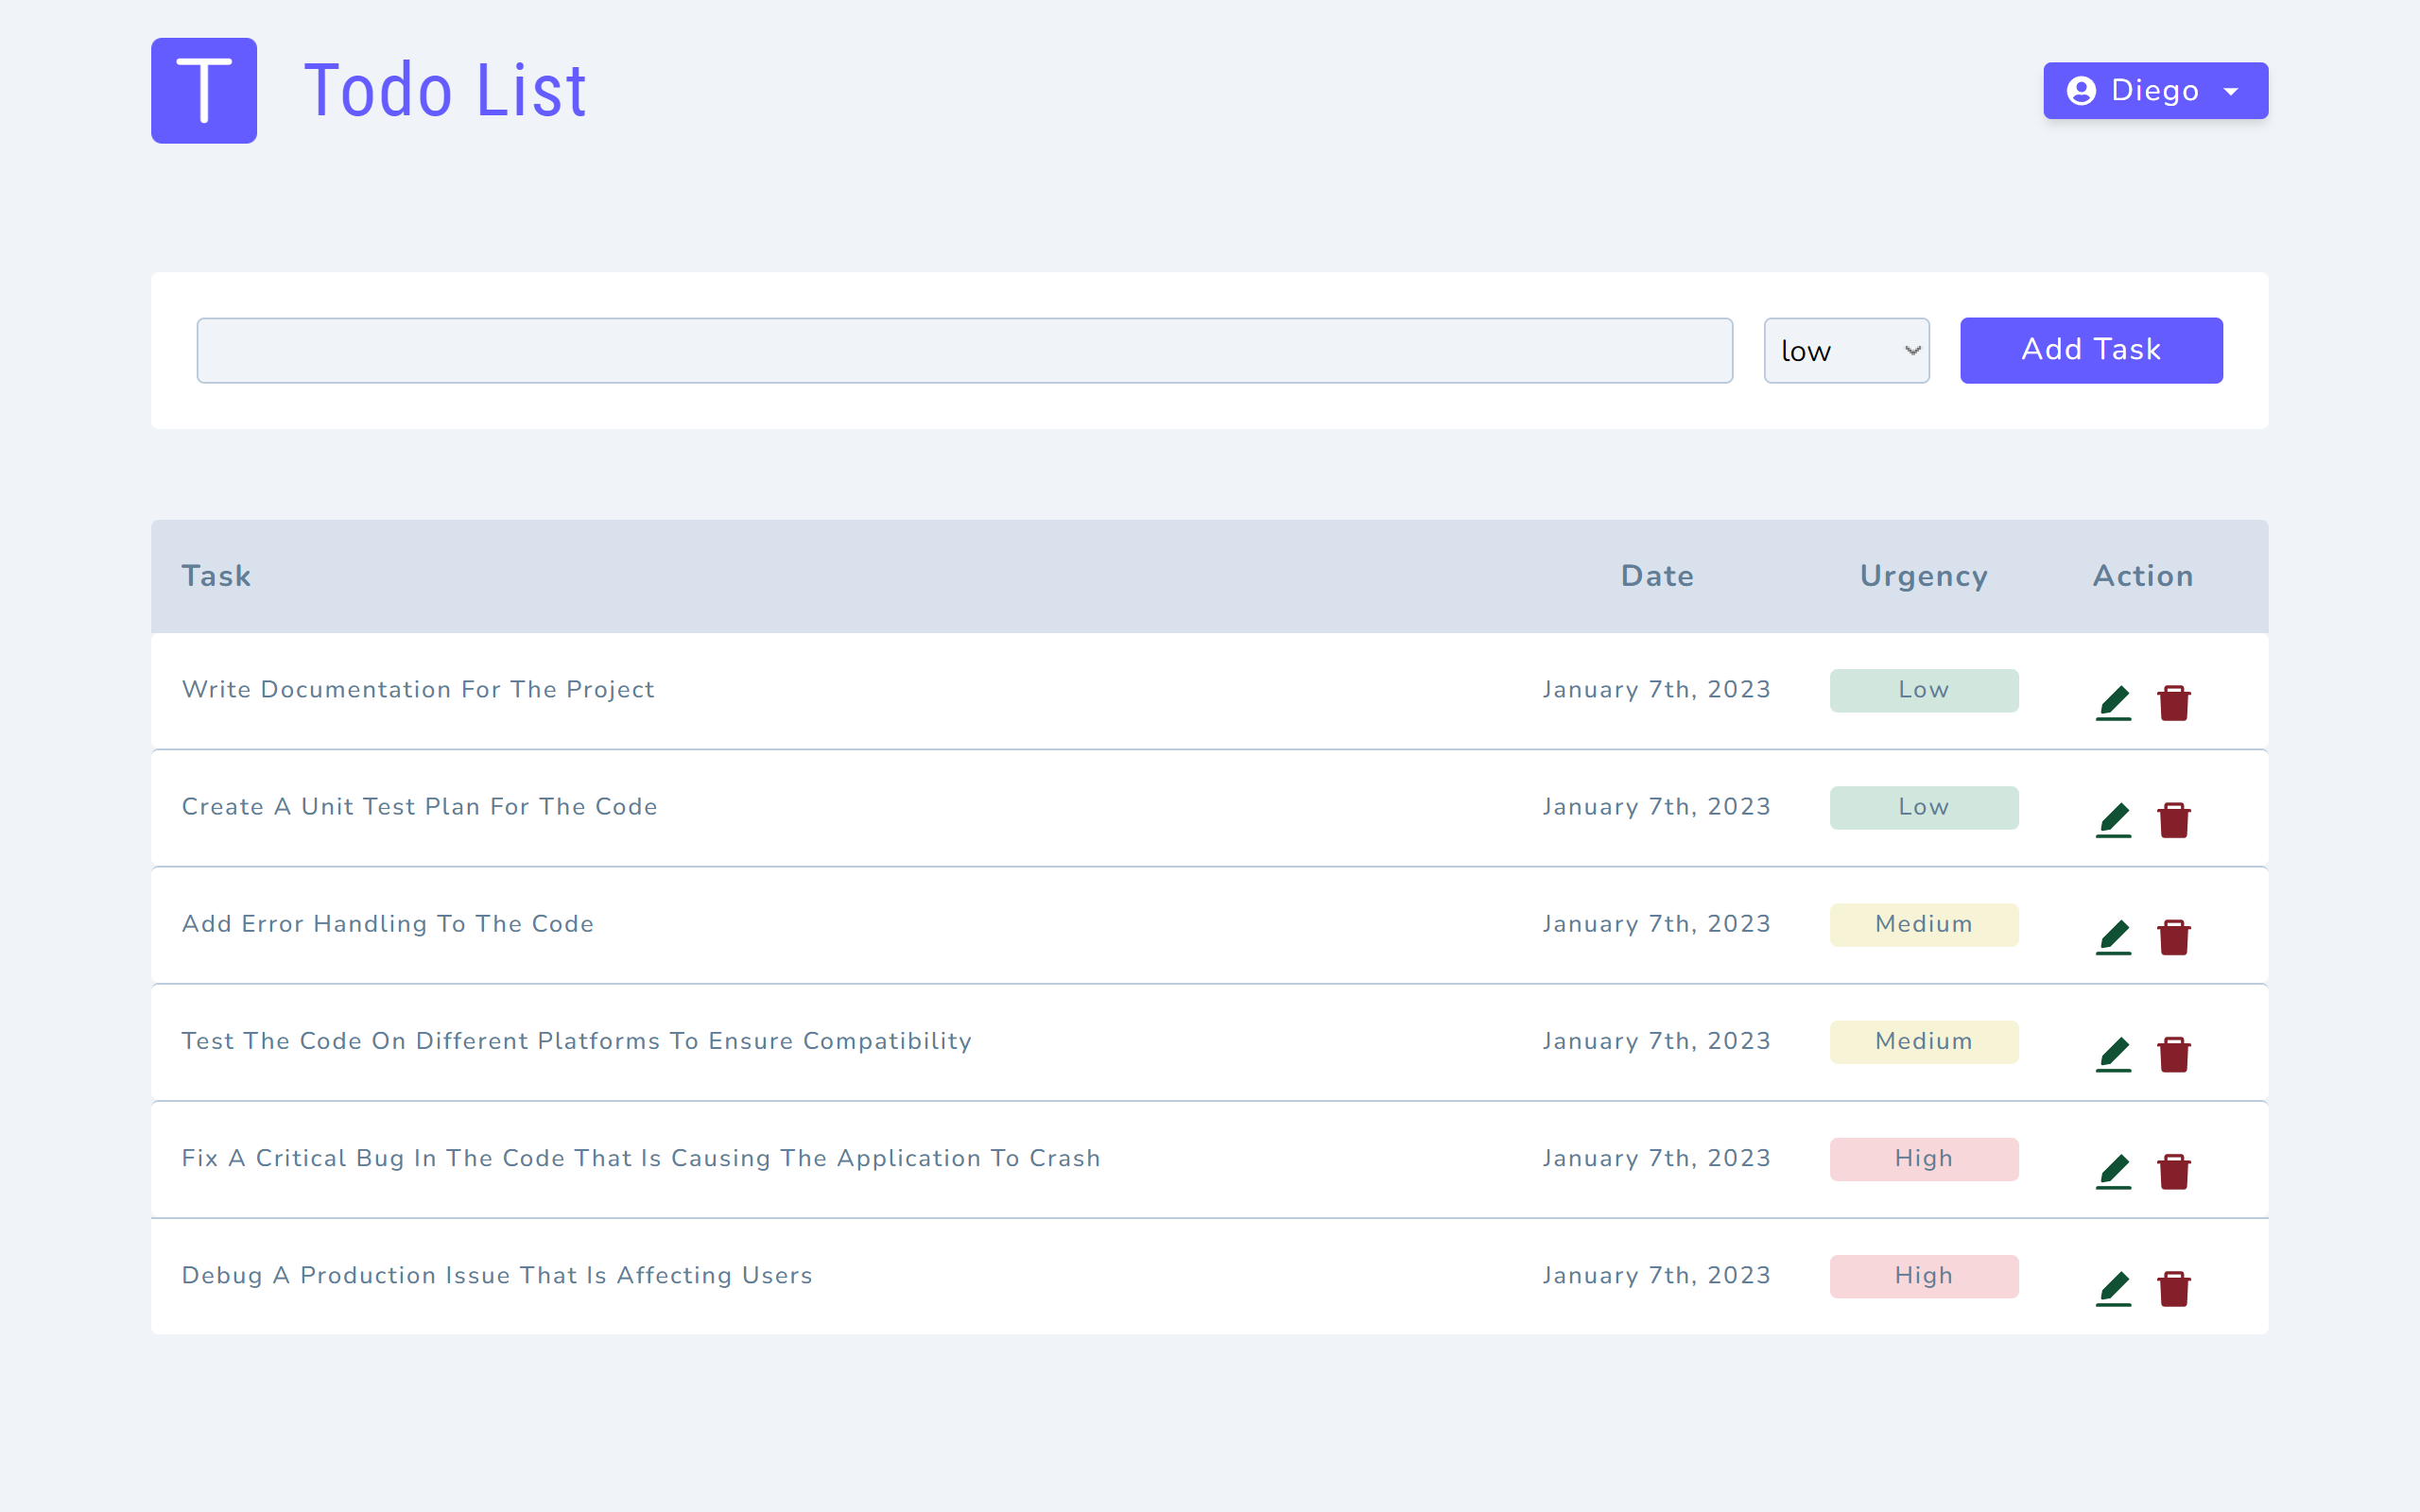 T Todo List
Diego
low
Add Task
Task Date Urgency Action
Write Documentation For The Project January 7th, 2023 Low
Create A Unit Test Plan For The Code January 7th, 2023 Low
Add Error Handling To The Code January 7th, 2023 Medium
Test The Code On Different Platforms To Ensure Compatibility January 7th, 2023 Medium
Fix A Critical Bug In The Code That Is Causing The Application To Crash January 7th, 2023 High
Debug A Production Issue That Is Affecting Users January 7th, 2023 High